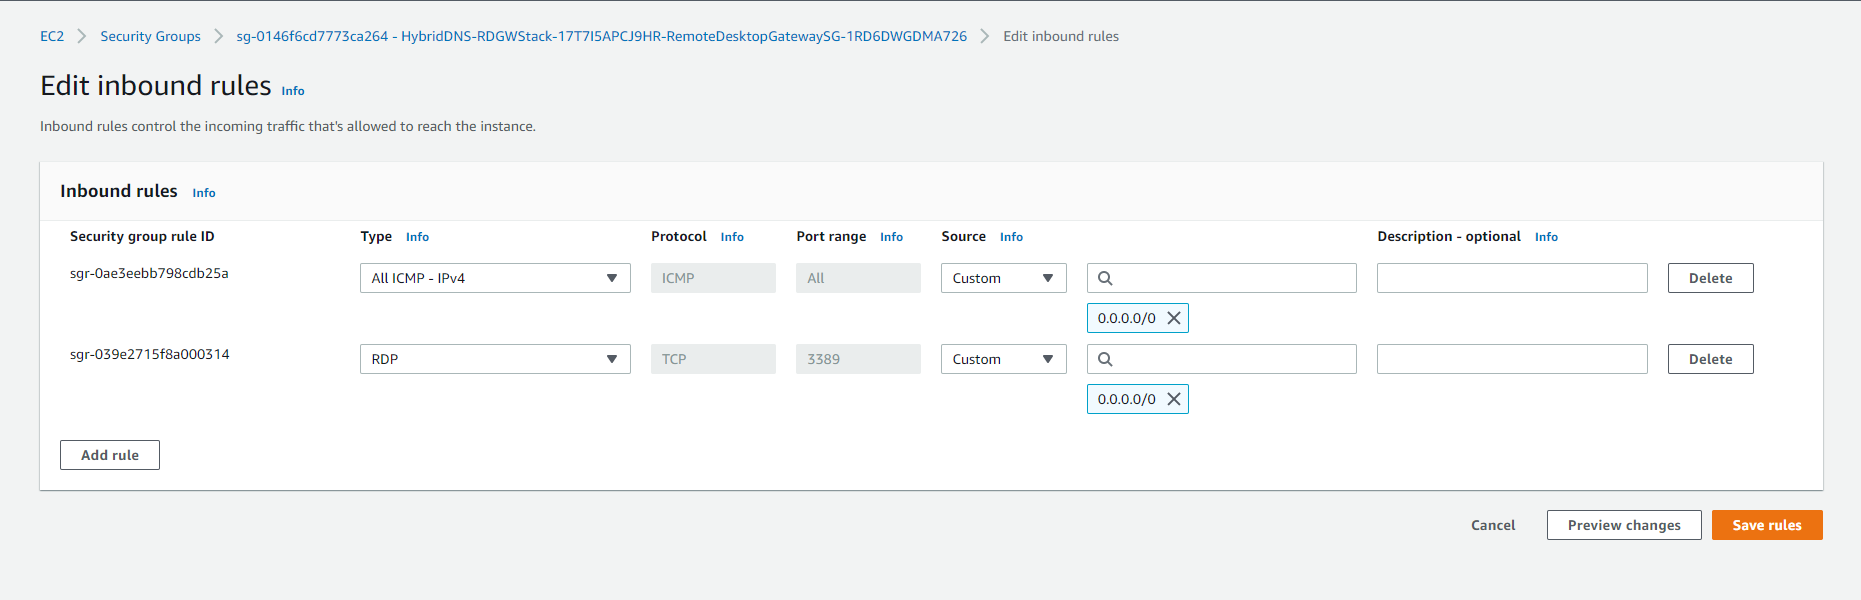 EC2 > Security Groups > sg-0146f6cd7773ca264 - HybridDNS-RDGWStack-17T7I5APCJ9HR-RemoteDesktopGatewaySG-1RD6DWGDMA726 > Edit inbound rules
Edit inbound rules Info
Inbound rules control the incoming traffic that's allowed to reach the instance.
Inbound rules Info
Security group rule ID Type Info Protocol Info Port range Info Source Info Description - optional Info
sgr-0ae3eebb798cdb25a All ICMP - IPv4 ICMP All Custom Delete
0.0.0.0/0
sgr-039e2715f8a000314 RDP TCP 3389 Custom Delete
0.0.0.0/0
Add rule
Cancel Preview changes Save rules